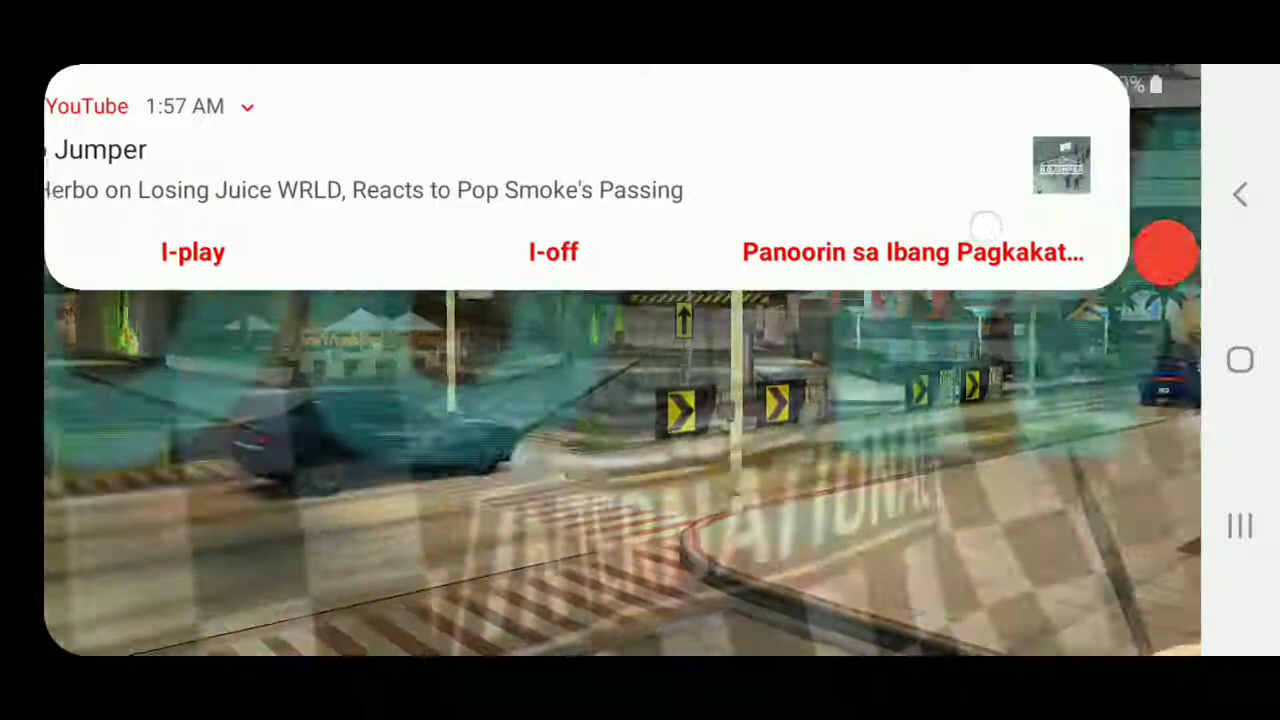 YouTube 1:57 AM
Jumper
Herbo on Losing Juice WRLD, Reacts to Pop Smoke's Passing
I-play I-off Panoorin sa Ibang Pagkakat...
INTERNATIONAL